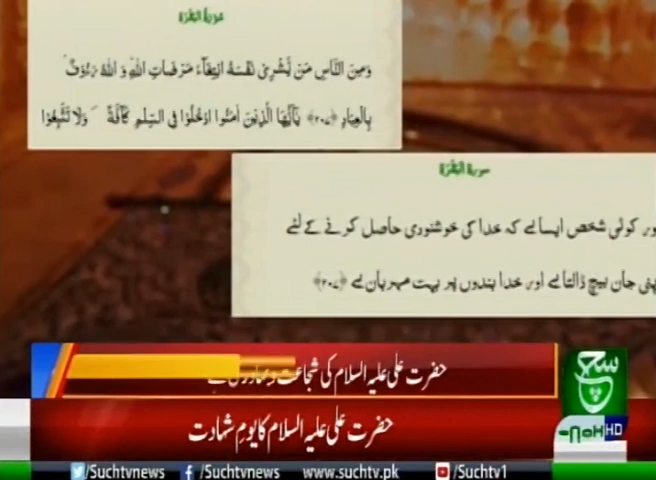 سورۃ البقرۃ
وَمِنَ النَّاسِ مَنْ يَّشْرِىْ نَفْسَهُ ابْتِغَآءَ مَرْضَاتِ اللّٰهِ ۗ وَ اللّٰهُ رَءُوْفٌۢ
بِالْعِبَادِ ﴿۲۰۷﴾ يٰٓاَيُّهَا الَّذِيْنَ اٰمَنُوا ادْخُلُوْا فِى السِّلْمِ كَآفَّةً ۪ وَلَا تَتَّبِعُوْا
سورۃ البقرۃ
اور کوئی شخص ایسا ہے کہ خدا کی خوشنودی حاصل کرنے کے لئے
اپنی جان بیچ ڈالتا ہے اور خدا بندوں پر بہت مہربان ہے ﴿۲۰۷﴾
حضرت علی علیہ السلام کی شجاعت
حضرت علی علیہ السلام کا یوم شہادت
سچ
HD
/Suchtvnews /Suchtvnews www.suchtv.pk /Suchtv1